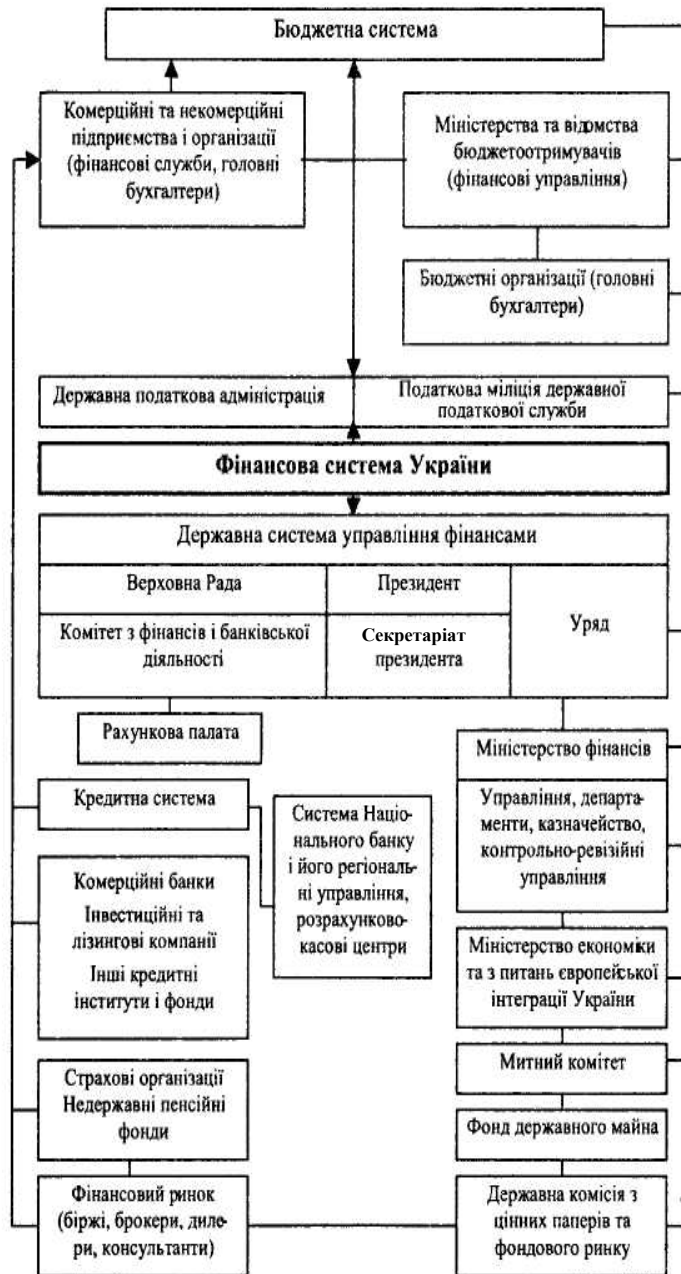 Бюджетна система
Комерційні та некомерційні
підприємства і організації
(фінансові служби, головні
бухгалтери)
Міністерства та відомства
бюджетоотримувачів
(фінансові управління)
Бюджетні організації (головні
бухгалтери)
Державна податкова адміністрація
Податкова міліція державної
податкової служби
Фінансова система України
Державна система управління фінансами
Верховна Рада
Президент
Уряд
Комітет з фінансів і банківської
діяльності
Секретаріат
президента
Рахункова палата
Міністерство фінансів
Управління, департа-
менти, казначейство,
контрольно-ревізійні
управління
Кредитна система
Система Націо-
нального банку
і його регіональ-
ні управління,
розрахунково-
касові центри
Комерційні банки
Інвестиційні та
лізингові компанії
Інші кредитні
інститути і фонди
Міністерство економіки
та з питань європейської
інтеграції України
Митний комітет
Страхові організації
Недержавні пенсійні
фонди
Фонд державного майна
Фінансовий ринок
(біржі, брокери, диле-
ри, консультанти)
Державна комісія з
цінних паперів та
фондового ринку